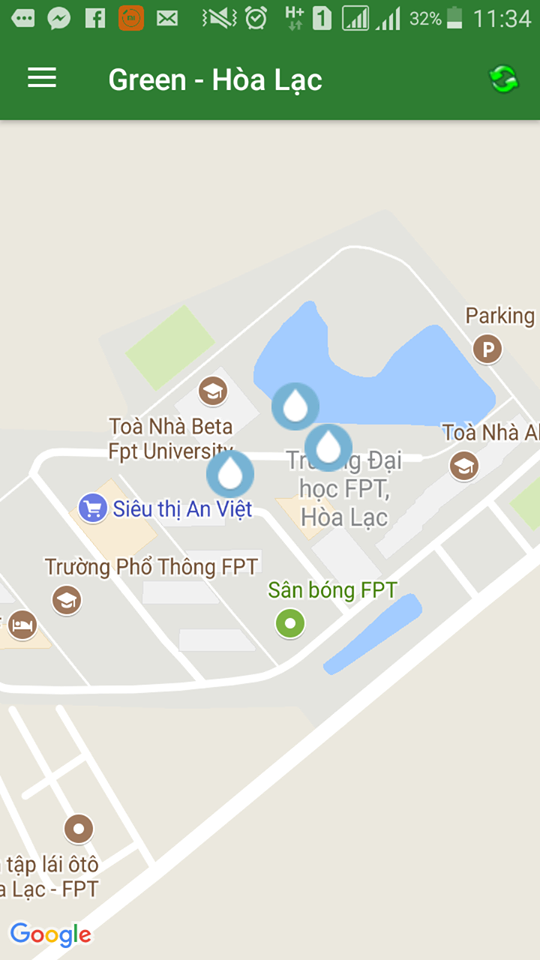 H+ 1 32% 11:34
Green - Hòa Lạc
Parking
P
Toà Nhà Beta
Fpt University
Toà Nhà Al
Trường Đại
học FPT,
Hòa Lạc
Siêu thị An Việt
Trường Phổ Thông FPT
Sân bóng FPT
tập lái ôtô
a Lạc - FPT
Google